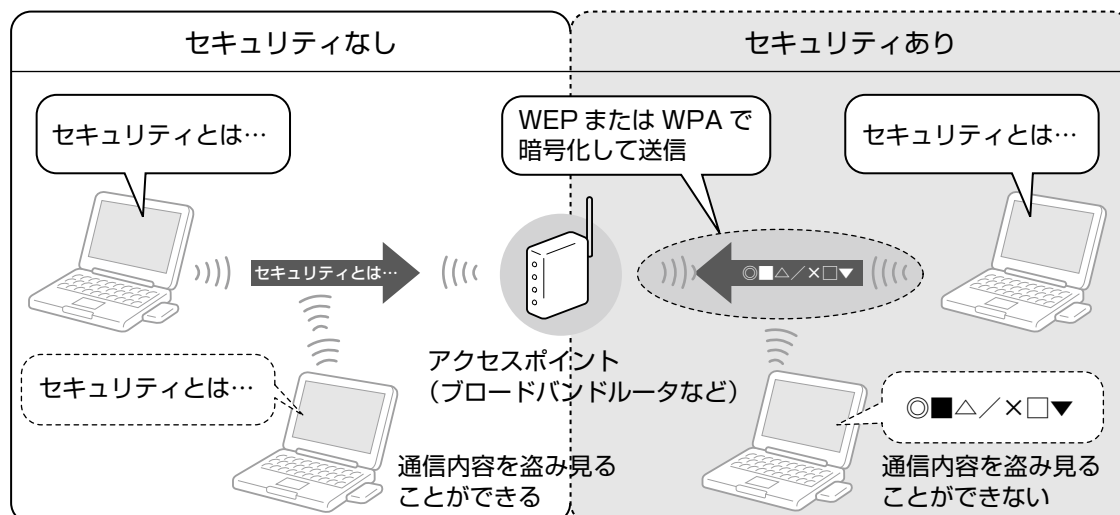 セキュリティなし
セキュリティあり
セキュリティとは…
WEP または WPA で
暗号化して送信
セキュリティとは…
セキュリティとは…
◎■△／×□▼
アクセスポイント
（ブロードバンドルータなど）
セキュリティとは…
◎■△／×□▼
通信内容を盗み見る
ことができる
通信内容を盗み見る
ことができない